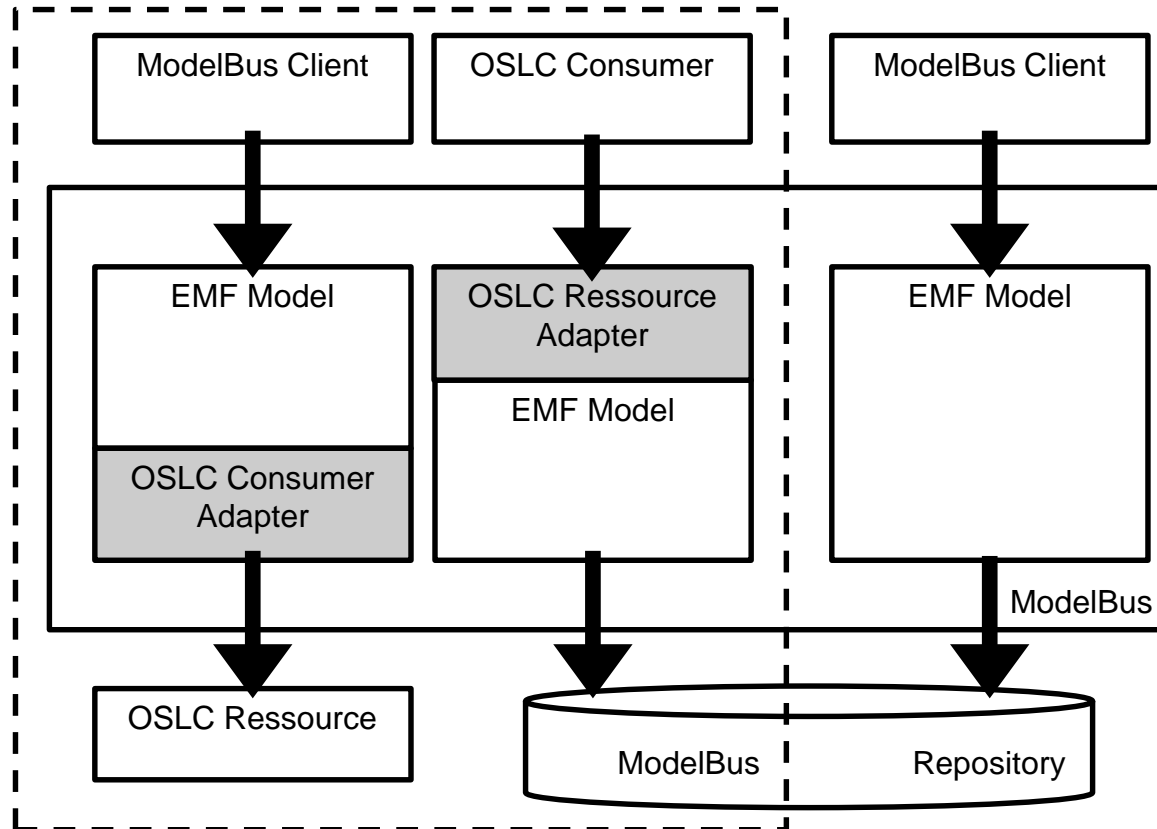 ModelBus Client
OSLC Consumer
ModelBus Client
EMF Model
OSLC Ressource
Adapter
EMF Model
EMF Model
OSLC Consumer
Adapter
ModelBus
OSLC Ressource
ModelBus Repository